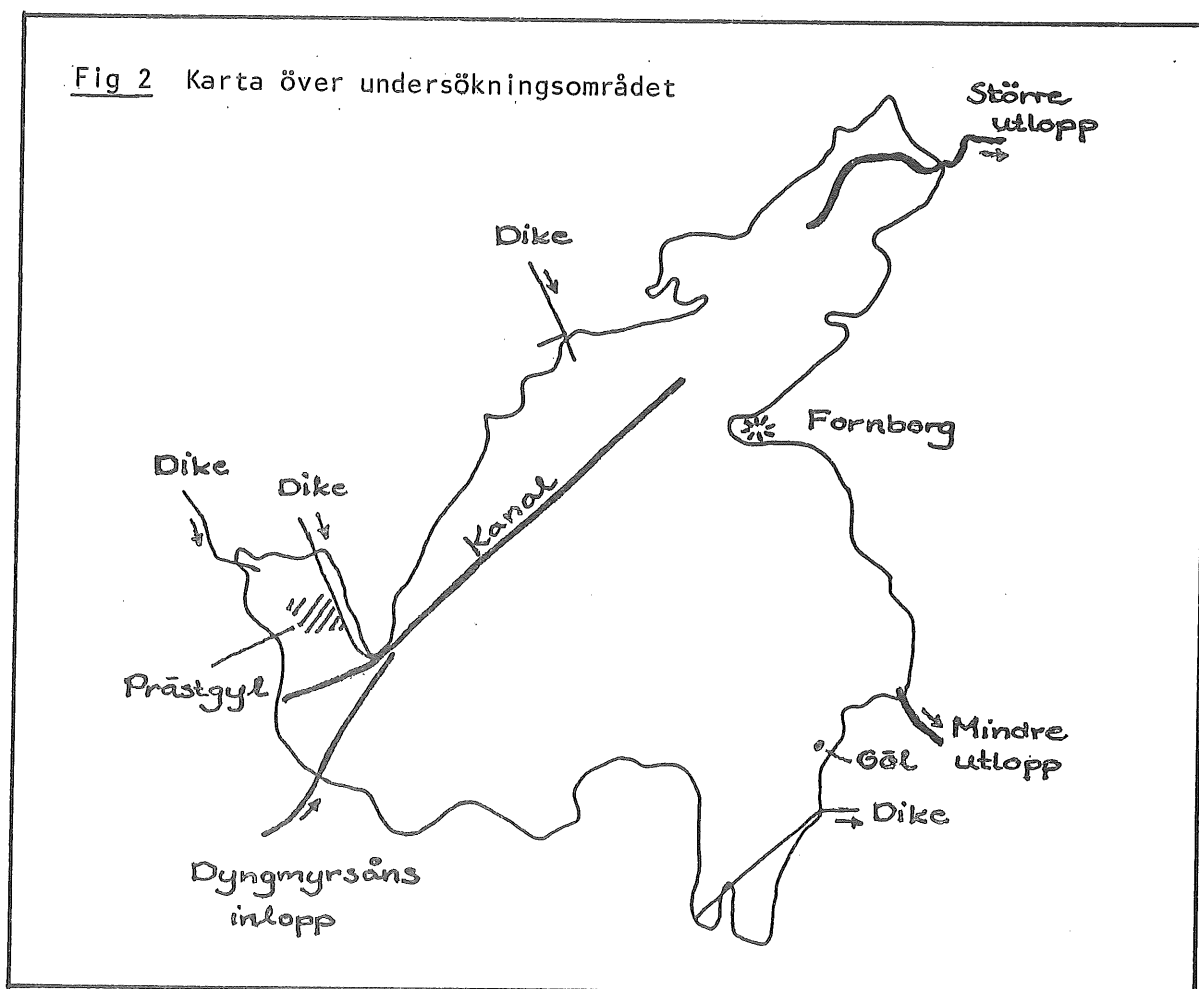 Fig 2 Karta över undersökningsområdet
Större
utlopp
Dike
Fornborg
Dike
Dike
Kanal
Prästgyl
Mindre
utlopp
Göl
Dike
Dyngmyrsåns
inlopp